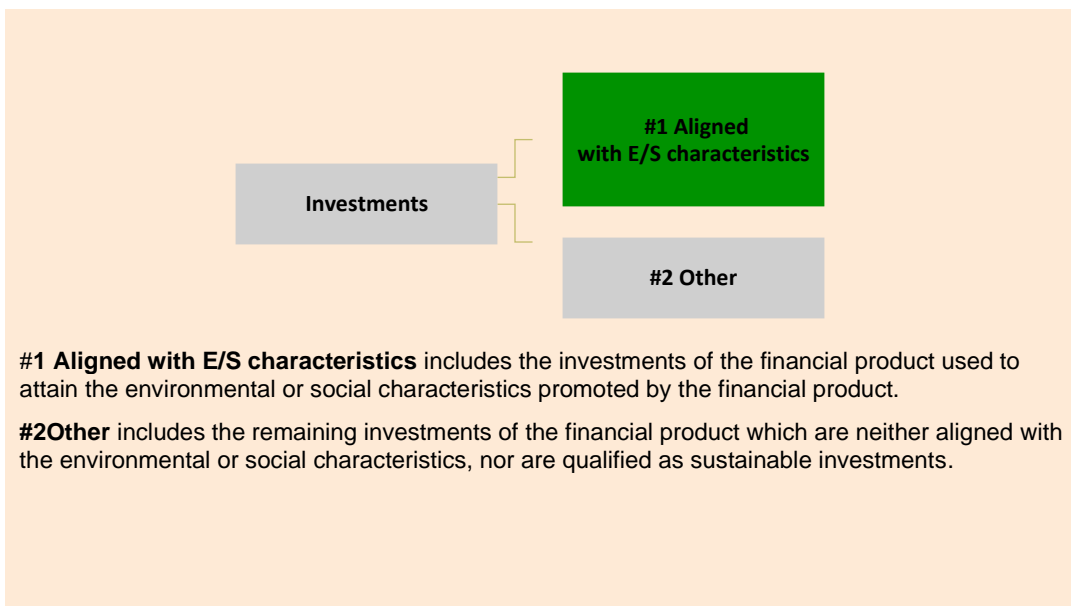 #1 Aligned
with E/S characteristics
Investments
#2 Other
#1 Aligned with E/S characteristics includes the investments of the financial product used to
attain the environmental or social characteristics promoted by the financial product.
#2Other includes the remaining investments of the financial product which are neither aligned with
the environmental or social characteristics, nor are qualified as sustainable investments.